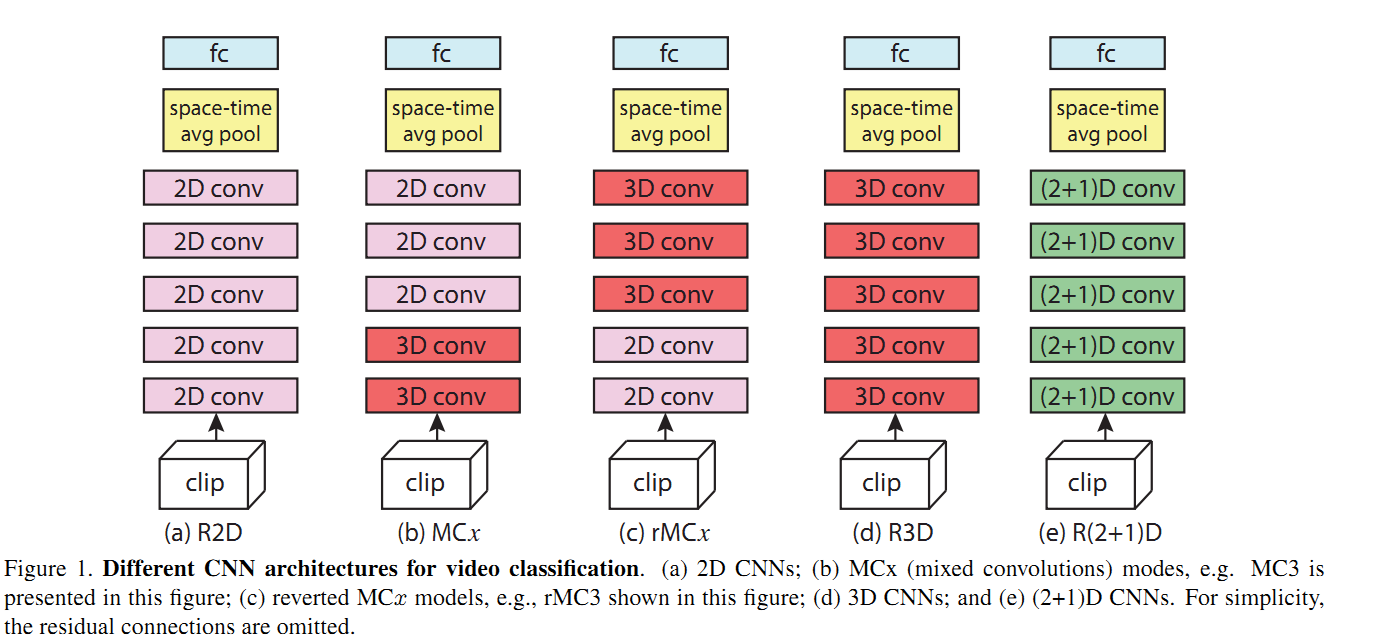 fc fc fc fc fc
space-time avg pool space-time avg pool space-time avg pool space-time avg pool space-time avg pool
2D conv 2D conv 3D conv 3D conv (2+1)D conv
2D conv 2D conv 3D conv 3D conv (2+1)D conv
2D conv 2D conv 3D conv 3D conv (2+1)D conv
2D conv 3D conv 2D conv 3D conv (2+1)D conv
2D conv 3D conv 2D conv 3D conv (2+1)D conv
clip clip clip clip clip
(a) R2D (b) MCx (c) rMCx (d) R3D (e) R(2+1)D
Figure 1. Different CNN architectures for video classification. (a) 2D CNNs; (b) MCx (mixed convolutions) modes, e.g. MC3 is
presented in this figure; (c) reverted MCx models, e.g., rMC3 shown in this figure; (d) 3D CNNs; and (e) (2+1)D CNNs. For simplicity,
the residual connections are omitted.